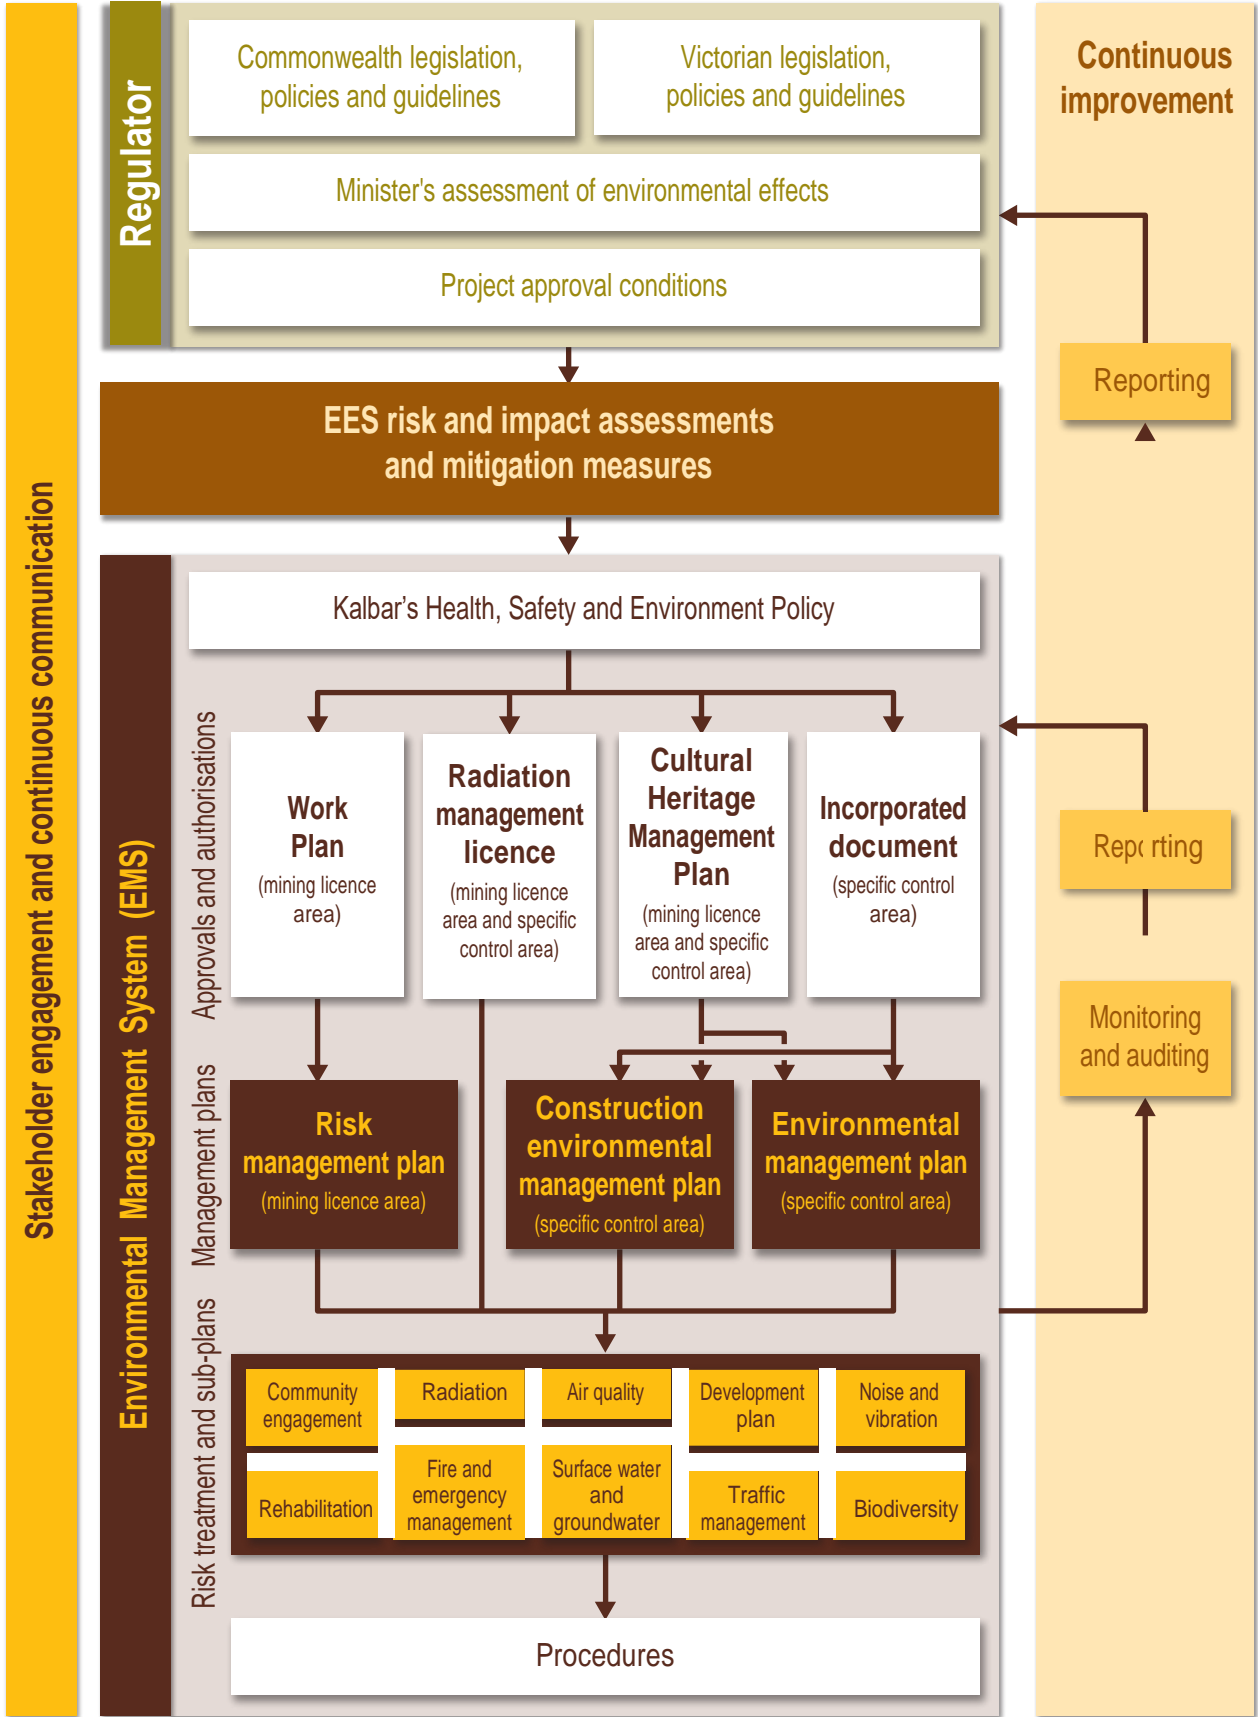 Stakeholder engagement and continuous communication
Regulator
Commonwealth legislation,
policies and guidelines
Victorian legislation,
policies and guidelines
Minister's assessment of environmental effects
Project approval conditions
Continuous
improvement
Reporting
EES risk and impact assessments
and mitigation measures
Environmental Management System (EMS)
Kalbar’s Health, Safety and Environment Policy
Approvals and authorisations
Work
Plan
(mining licence
area)
Radiation
management
licence
(mining licence
area and specific
control area)
Cultural
Heritage
Management
Plan
(mining licence
area and specific
control area)
Incorporated
document
(specific control
area)
Reporting
Monitoring
and auditing
Management plans
Risk
management plan
(mining licence area)
Construction
environmental
management plan
(specific control area)
Environmental
management plan
(specific control area)
Risk treatment and sub-plans
Community
engagement
Radiation
Air quality
Development
plan
Noise and
vibration
Rehabilitation
Fire and
emergency
management
Surface water
and
groundwater
Traffic
management
Biodiversity
Procedures